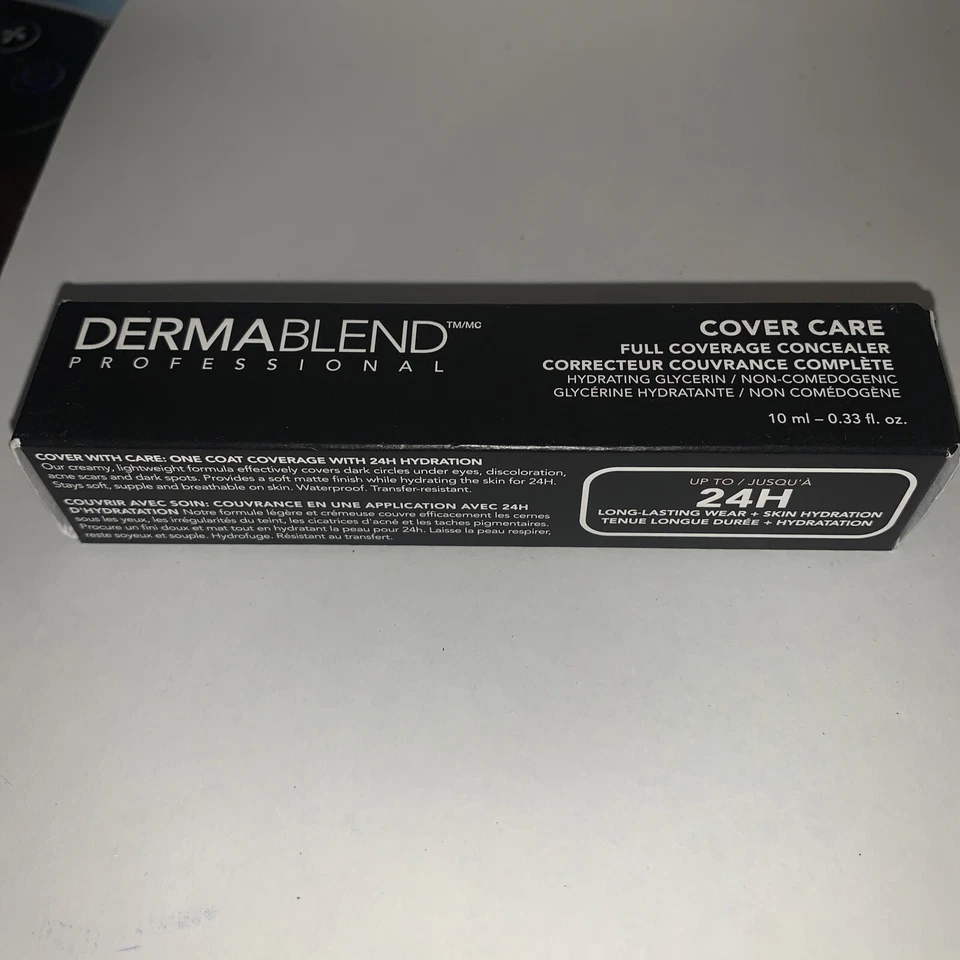 DERMABLEND™/MC
PROFESSIONAL
COVER CARE
FULL COVERAGE CONCEALER
CORRECTEUR COUVRANCE COMPLÈTE
HYDRATING GLYCERIN / NON-COMEDOGENIC
GLYCÉRINE HYDRATANTE / NON COMÉDOGÈNE
10 ml – 0.33 fl. oz.
COVER WITH CARE: ONE COAT COVERAGE WITH 24H HYDRATION
Our creamy, lightweight formula effectively covers dark circles under eyes, discoloration,
acne scars and dark spots. Provides a soft matte finish while hydrating the skin for 24H.
Stays soft, supple and breathable on skin. Waterproof. Transfer-resistant.
COUVRIR AVEC SOIN: COUVRANCE EN UNE APPLICATION AVEC 24H
D'HYDRATATION Notre formule légère et crémeuse couvre efficacement les cernes
sous les yeux, les irrégularités du teint, les cicatrices d'acné et les taches pigmentaires.
Procure un fini doux et mat tout en hydratant la peau pour 24h. Laisse la peau respirer,
reste soyeux et souple. Hydrofuge. Résistant au transfert.
UP TO / JUSQU'À
24H
LONG-LASTING WEAR + SKIN HYDRATION
TENUE LONGUE DURÉE + HYDRATATION